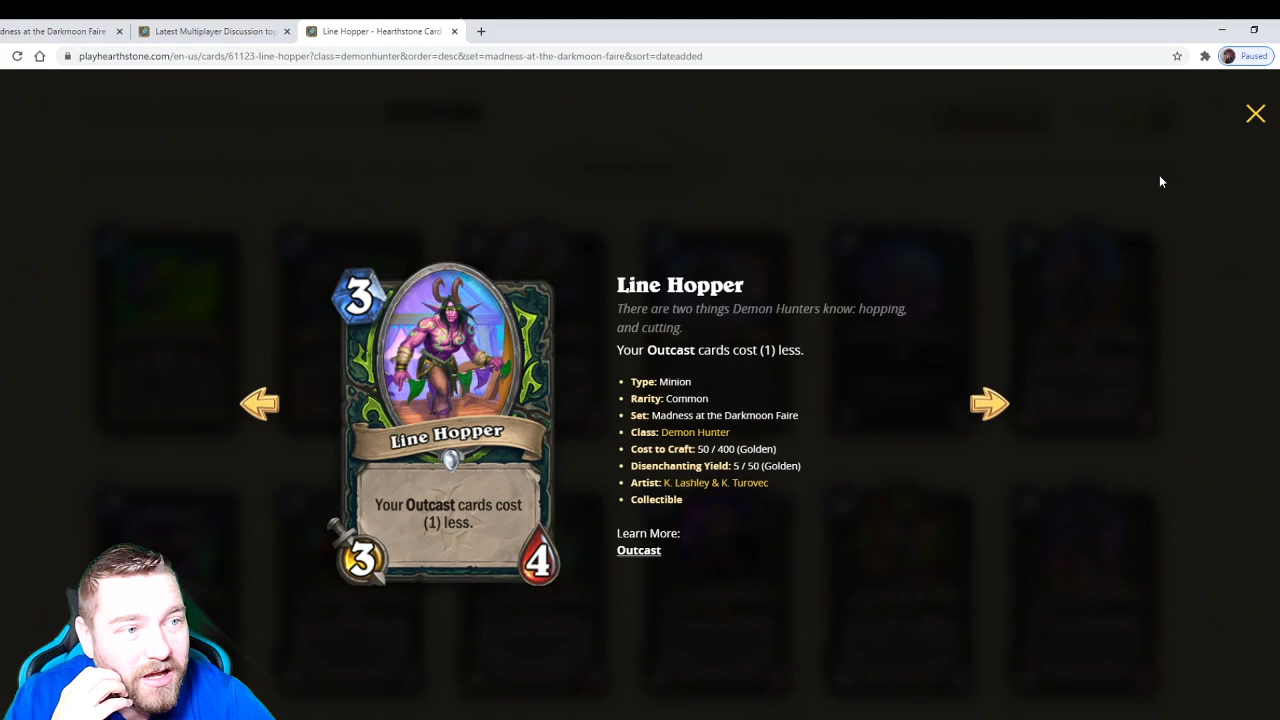 dness at the Darkmoon Faire
Latest Multiplayer Discussion top
Line Hopper - Hearthstone Card
Paused
playhearthstone.com/en-us/cards/61123-line-hopper?class=demonhunter&order=desc&set=madness-at-the-darkmoon-faire&sort=dateadded
3
Line Hopper
Your Outcast cards cost
(1) less.
3
4
Line Hopper
There are two things Demon Hunters know: hopping,
and cutting.
Your Outcast cards cost (1) less.
Type: Minion
Rarity: Common
Set: Madness at the Darkmoon Faire
Class: Demon Hunter
Cost to Craft: 50 / 400 (Golden)
Disenchanting Yield: 5 / 50 (Golden)
Artist: K. Lashley & K. Turovec
Collectible
Learn More:
Outcast